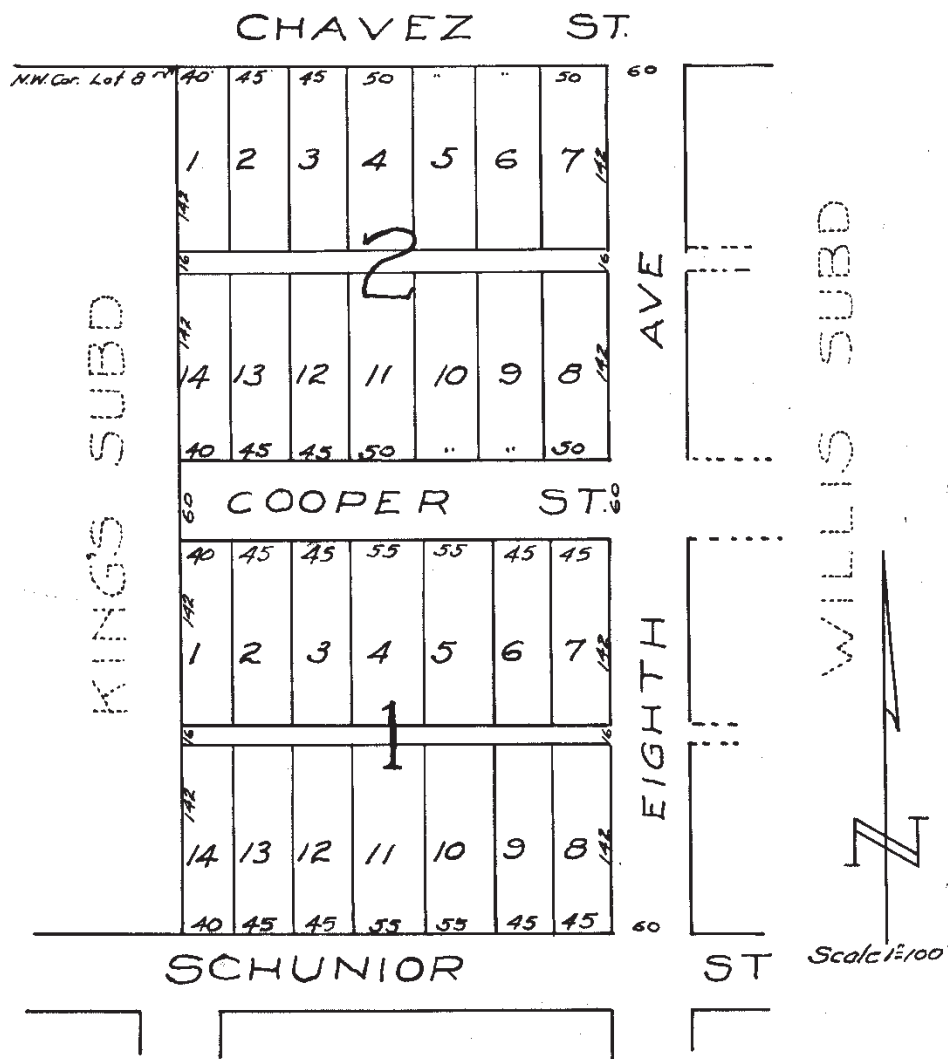 CHAVEZ ST.
N.W. Cor. Lot 8 40 45 45 50 " " 50 60
1 2 3 4 5 6 7 142
142
2
16 16
142
14 13 12 11 10 9 8 142
40 45 45 50 " " 50
60 COOPER ST. 60
40 45 45 55 55 45 45
142
1 2 3 4 5 6 7 142
1
16 16
142
14 13 12 11 10 9 8 142
40 45 45 55 55 45 45 60
SCHUNIOR ST
KING'S SUBD
EIGHTH AVE
WILLIS SUBD
N
Scale 1"=100'